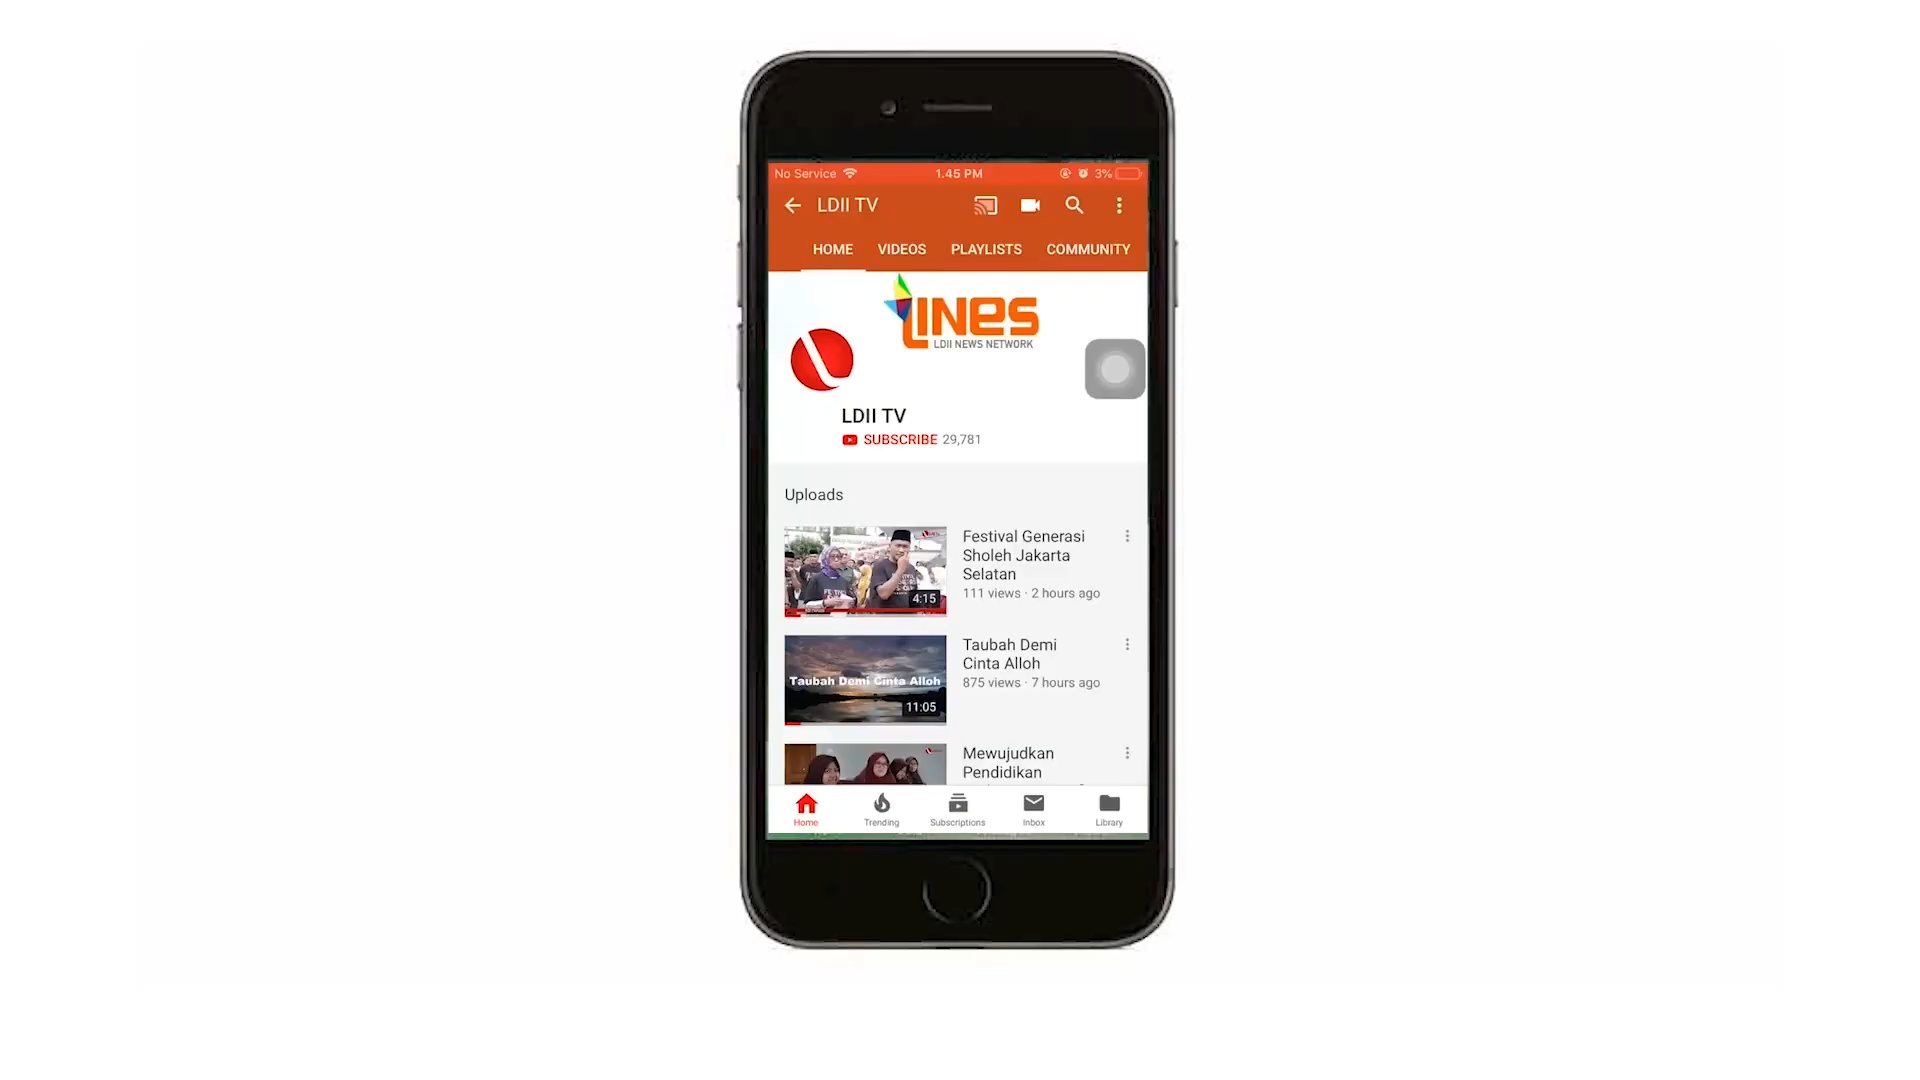 No Service 1.45 PM 3%
LDII TV
HOME VIDEOS PLAYLISTS COMMUNITY
LINES
LDII NEWS NETWORK
LDII TV
SUBSCRIBE 29,781
Uploads
Festival Generasi
Sholeh Jakarta
Selatan
111 views · 2 hours ago
4:15
Taubah Demi
Cinta Alloh
875 views · 7 hours ago
Taubah Demi Cinta Alloh
11:05
Mewujudkan
Pendidikan
Home Trending Subscriptions Inbox Library